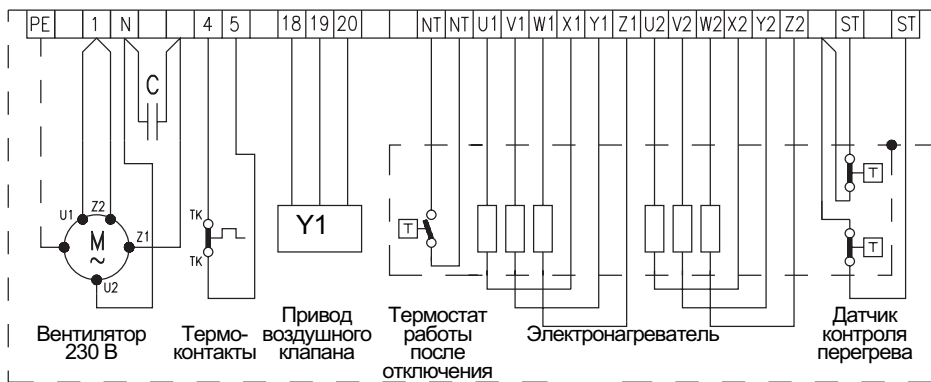 PE 1 N 4 5 18 19 20 NT NT U1 V1 W1 X1 Y1 Z1 U2 V2 W2 X2 Y2 Z2 ST ST
C
T
U1 Z2 TK Y1
M Z1 T
~ TK T
U2
Вентилятор
230 В
Термо-
контакты
Привод
воздушного
клапана
Термостат
работы
после
отключения
Электронагреватель
Датчик
контроля
перегрева